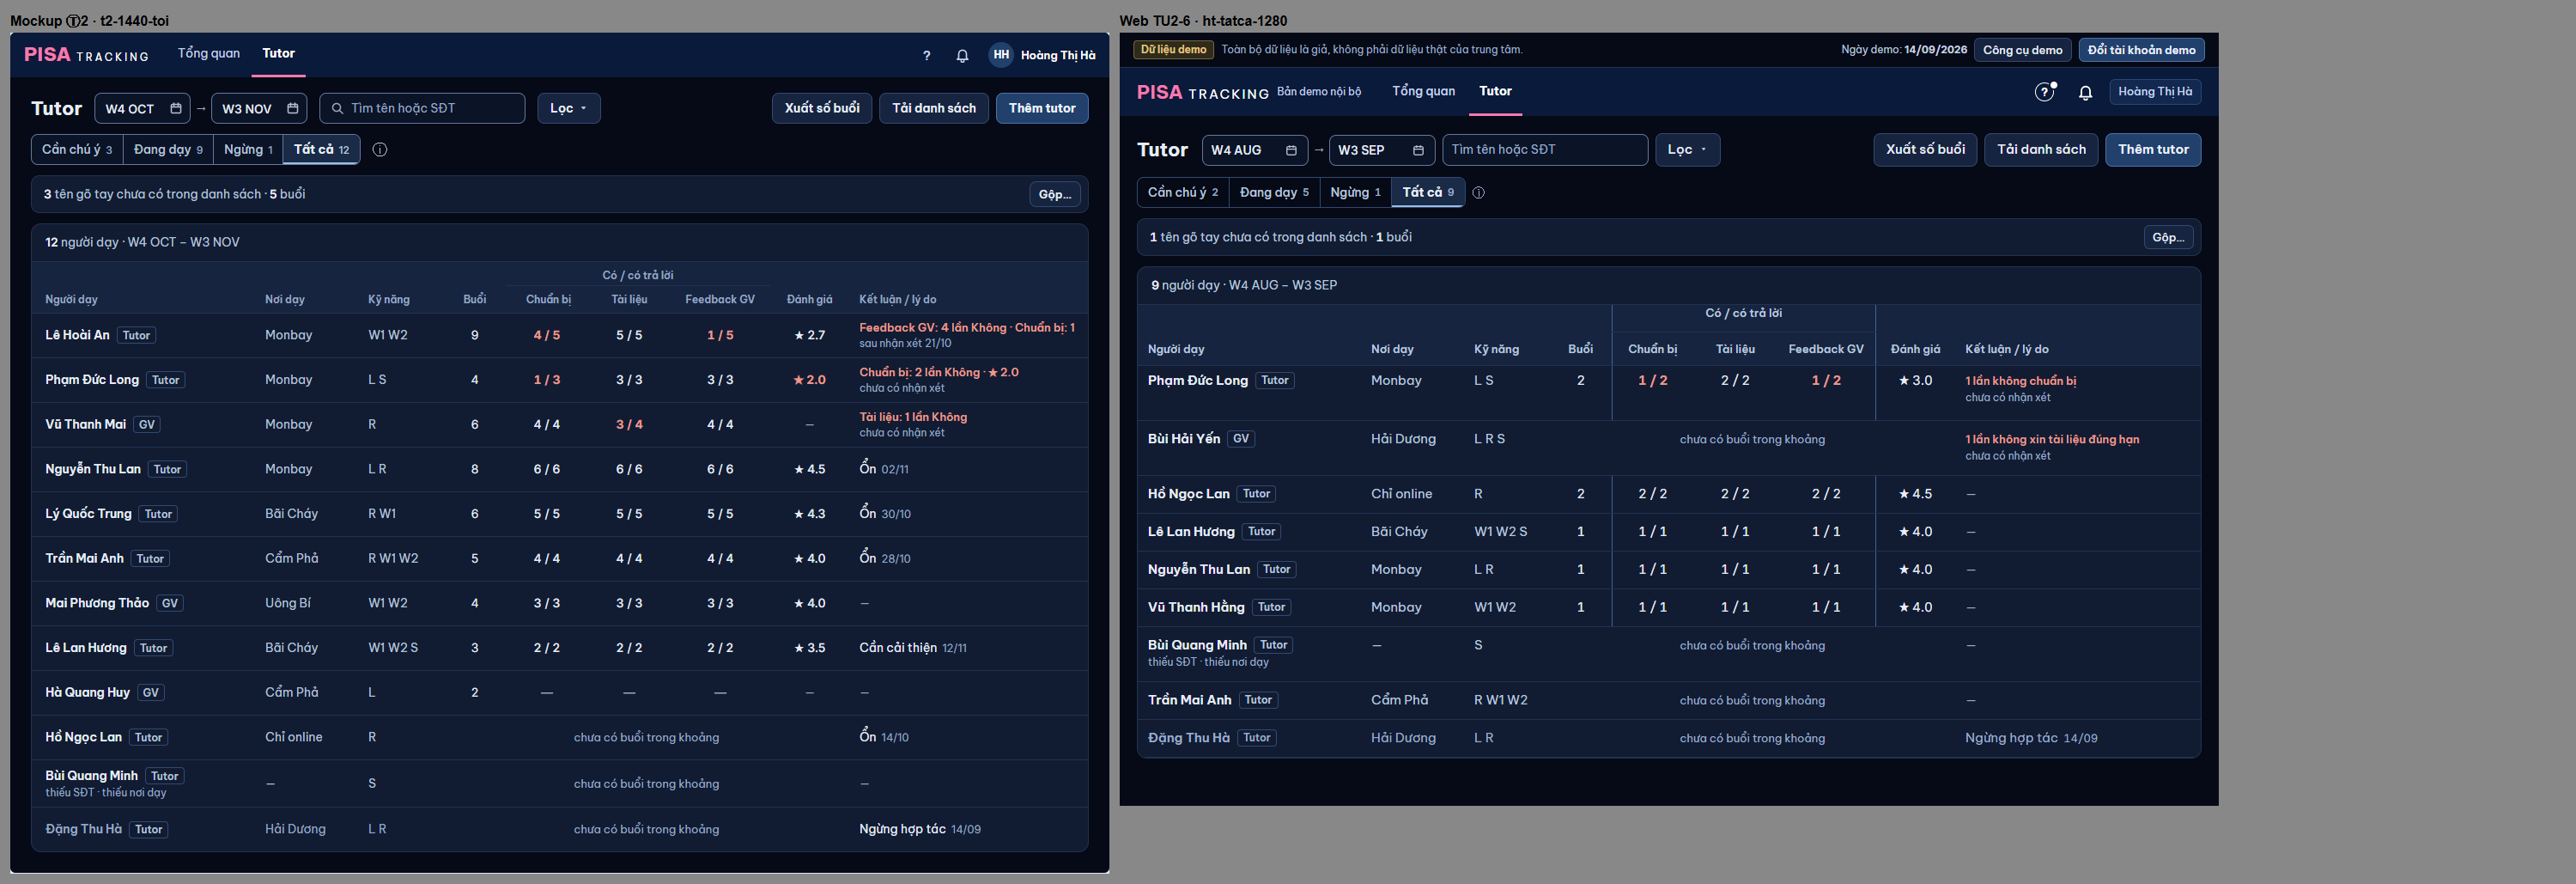 Mockup Ⓣ2 · t2-1440-toi
PISA TRACKING Tổng quan Tutor ? HH Hoàng Thị Hà
Tutor W4 OCT → W3 NOV Tìm tên hoặc SĐT Lọc Xuất số buổi Tải danh sách Thêm tutor
Cần chú ý 3 Đang dạy 9 Ngừng 1 Tất cả 12 ⓘ
3 tên gõ tay chưa có trong danh sách · 5 buổi Gộp...
12 người dạy · W4 OCT – W3 NOV
Có / có trả lời
Người dạy Nơi dạy Kỹ năng Buổi Chuẩn bị Tài liệu Feedback GV Đánh giá Kết luận / lý do
Lê Hoài An Tutor Monbay W1 W2 9 4 / 5 5 / 5 1 / 5 ★ 2.7 Feedback GV: 4 lần Không · Chuẩn bị: 1
sau nhận xét 21/10
Phạm Đức Long Tutor Monbay L S 4 1 / 3 3 / 3 3 / 3 ★ 2.0 Chuẩn bị: 2 lần Không · ★ 2.0
chưa có nhận xét
Vũ Thanh Mai GV Monbay R 6 4 / 4 3 / 4 4 / 4 — Tài liệu: 1 lần Không
chưa có nhận xét
Nguyễn Thu Lan Tutor Monbay L R 8 6 / 6 6 / 6 6 / 6 ★ 4.5 Ổn 02/11
Lý Quốc Trung Tutor Bãi Cháy R W1 6 5 / 5 5 / 5 5 / 5 ★ 4.3 Ổn 30/10
Trần Mai Anh Tutor Cẩm Phả R W1 W2 5 4 / 4 4 / 4 4 / 4 ★ 4.0 Ổn 28/10
Mai Phương Thảo GV Uông Bí W1 W2 4 3 / 3 3 / 3 3 / 3 ★ 4.0 —
Lê Lan Hương Tutor Bãi Cháy W1 W2 S 3 2 / 2 2 / 2 2 / 2 ★ 3.5 Cần cải thiện 12/11
Hà Quang Huy GV Cẩm Phả L 2 — — — — —
Hồ Ngọc Lan Tutor Chỉ online R chưa có buổi trong khoảng Ổn 14/10
Bùi Quang Minh Tutor — S chưa có buổi trong khoảng —
thiếu SĐT · thiếu nơi dạy
Đặng Thu Hà Tutor Hải Dương L R chưa có buổi trong khoảng Ngừng hợp tác 14/09
Web TU2-6 · ht-tatca-1280
Dữ liệu demo Toàn bộ dữ liệu là giả, không phải dữ liệu thật của trung tâm. Ngày demo: 14/09/2026 Công cụ demo Đổi tài khoản demo
PISA TRACKING Bản demo nội bộ Tổng quan Tutor ? Hoàng Thị Hà
Tutor W4 AUG → W3 SEP Tìm tên hoặc SĐT Lọc Xuất số buổi Tải danh sách Thêm tutor
Cần chú ý 2 Đang dạy 5 Ngừng 1 Tất cả 9 ⓘ
1 tên gõ tay chưa có trong danh sách · 1 buổi Gộp...
9 người dạy · W4 AUG – W3 SEP
Có / có trả lời
Người dạy Nơi dạy Kỹ năng Buổi Chuẩn bị Tài liệu Feedback GV Đánh giá Kết luận / lý do
Phạm Đức Long Tutor Monbay L S 2 1 / 2 2 / 2 1 / 2 ★ 3.0 1 lần không chuẩn bị
chưa có nhận xét
Bùi Hải Yến GV Hải Dương L R S chưa có buổi trong khoảng 1 lần không xin tài liệu đúng hạn
chưa có nhận xét
Hồ Ngọc Lan Tutor Chỉ online R 2 2 / 2 2 / 2 2 / 2 ★ 4.5 —
Lê Lan Hương Tutor Bãi Cháy W1 W2 S 1 1 / 1 1 / 1 1 / 1 ★ 4.0 —
Nguyễn Thu Lan Tutor Monbay L R 1 1 / 1 1 / 1 1 / 1 ★ 4.0 —
Vũ Thanh Hằng Tutor Monbay W1 W2 1 1 / 1 1 / 1 1 / 1 ★ 4.0 —
Bùi Quang Minh Tutor — S chưa có buổi trong khoảng —
thiếu SĐT · thiếu nơi dạy
Trần Mai Anh Tutor Cẩm Phả R W1 W2 chưa có buổi trong khoảng —
Đặng Thu Hà Tutor Hải Dương L R chưa có buổi trong khoảng Ngừng hợp tác 14/09